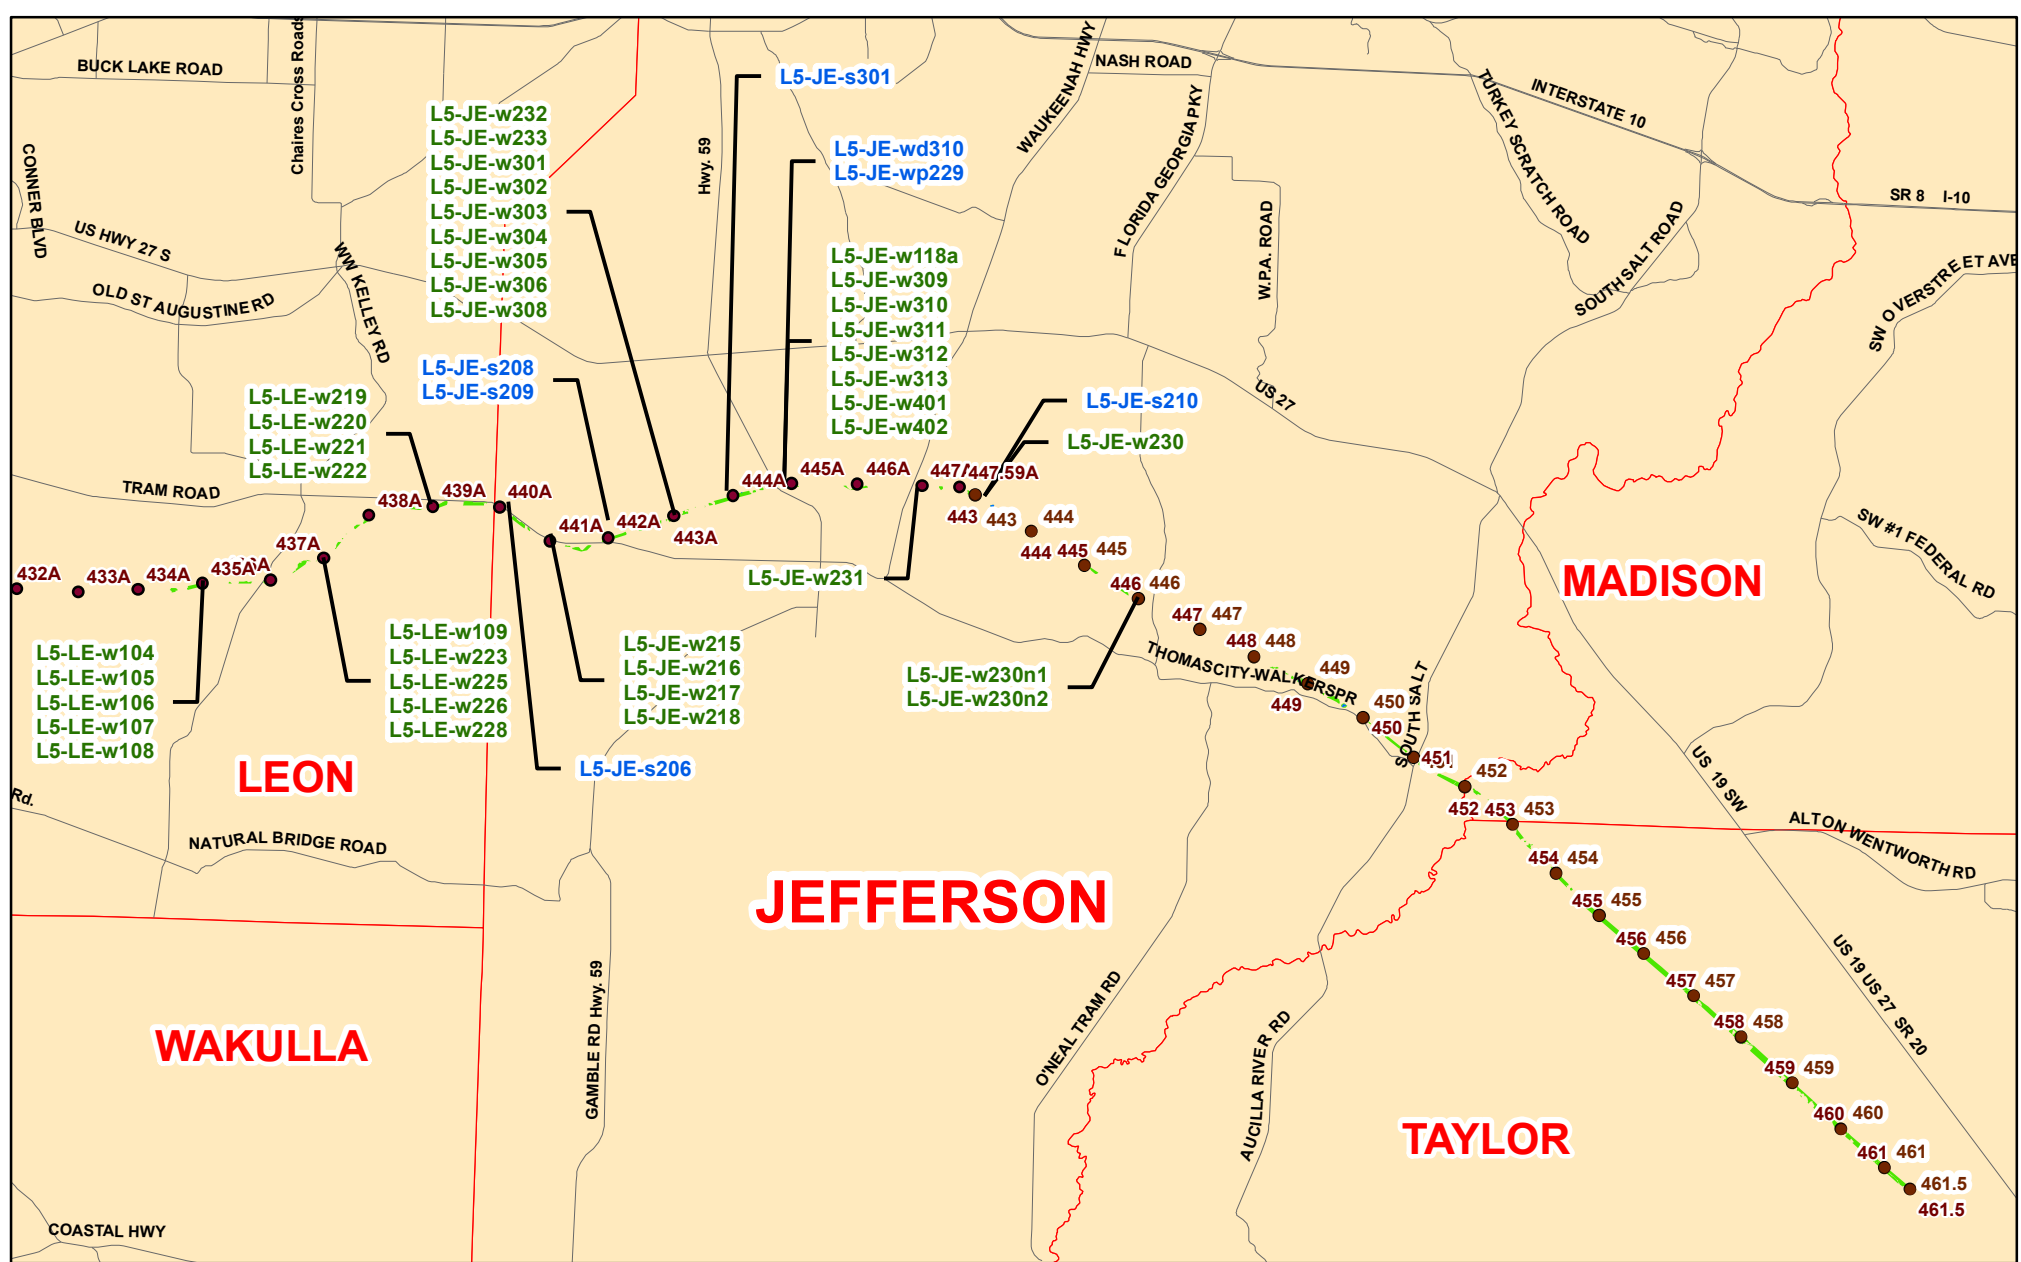 BUCK LAKE ROAD
Chaires Cross Roads
CONNER BLVD
US HWY 27 S
OLD ST AUGUSTINE RD
WW KELLEY RD
TRAM ROAD
L5-JE-w232
L5-JE-w233
L5-JE-w301
L5-JE-w302
L5-JE-w303
L5-JE-w304
L5-JE-w305
L5-JE-w306
L5-JE-w308
L5-JE-s208
L5-JE-s209
L5-LE-w219
L5-LE-w220
L5-LE-w221
L5-LE-w222
Hwy. 59
L5-JE-s301
L5-JE-wd310
L5-JE-wp229
L5-JE-w118a
L5-JE-w309
L5-JE-w310
L5-JE-w311
L5-JE-w312
L5-JE-w313
L5-JE-w401
L5-JE-w402
WAUKEENAH HWY
NASH ROAD
F LORIDA GEORGIA PKY
W.P.A. ROAD
TURKEY SCRATCH ROAD
INTERSTATE 10
SOUTH SALT ROAD
SR 8 I-10
SW O VERSTRE ET AVE
US 27
L5-JE-s210
L5-JE-w230
432A
433A
434A
435A
437A
438A
439A
440A
441A
442A
443A
444A
445A
446A
447A
447.59A
443
443
444
444
445
445
446
446
447
447
448
448
449
449
450
450
451
452
452
453
453
454
454
455
455
456
456
457
457
458
458
459
459
460
460
461
461
461.5
461.5
L5-JE-w231
L5-LE-w104
L5-LE-w105
L5-LE-w106
L5-LE-w107
L5-LE-w108
L5-LE-w109
L5-LE-w223
L5-LE-w225
L5-LE-w226
L5-LE-w228
L5-JE-w215
L5-JE-w216
L5-JE-w217
L5-JE-w218
L5-JE-s206
L5-JE-w230n1
L5-JE-w230n2
THOMASCITY-WALKERSPR
SOUTH SALT
MADISON
SW #1 FEDERAL RD
US 19 SW
ALTON WENTWORTH RD
US 19 US 27 SR 20
LEON
Rd.
NATURAL BRIDGE ROAD
JEFFERSON
WAKULLA
GAMBLE RD Hwy. 59
O'NEAL TRAM RD
AUCILLA RIVER RD
TAYLOR
COASTAL HWY